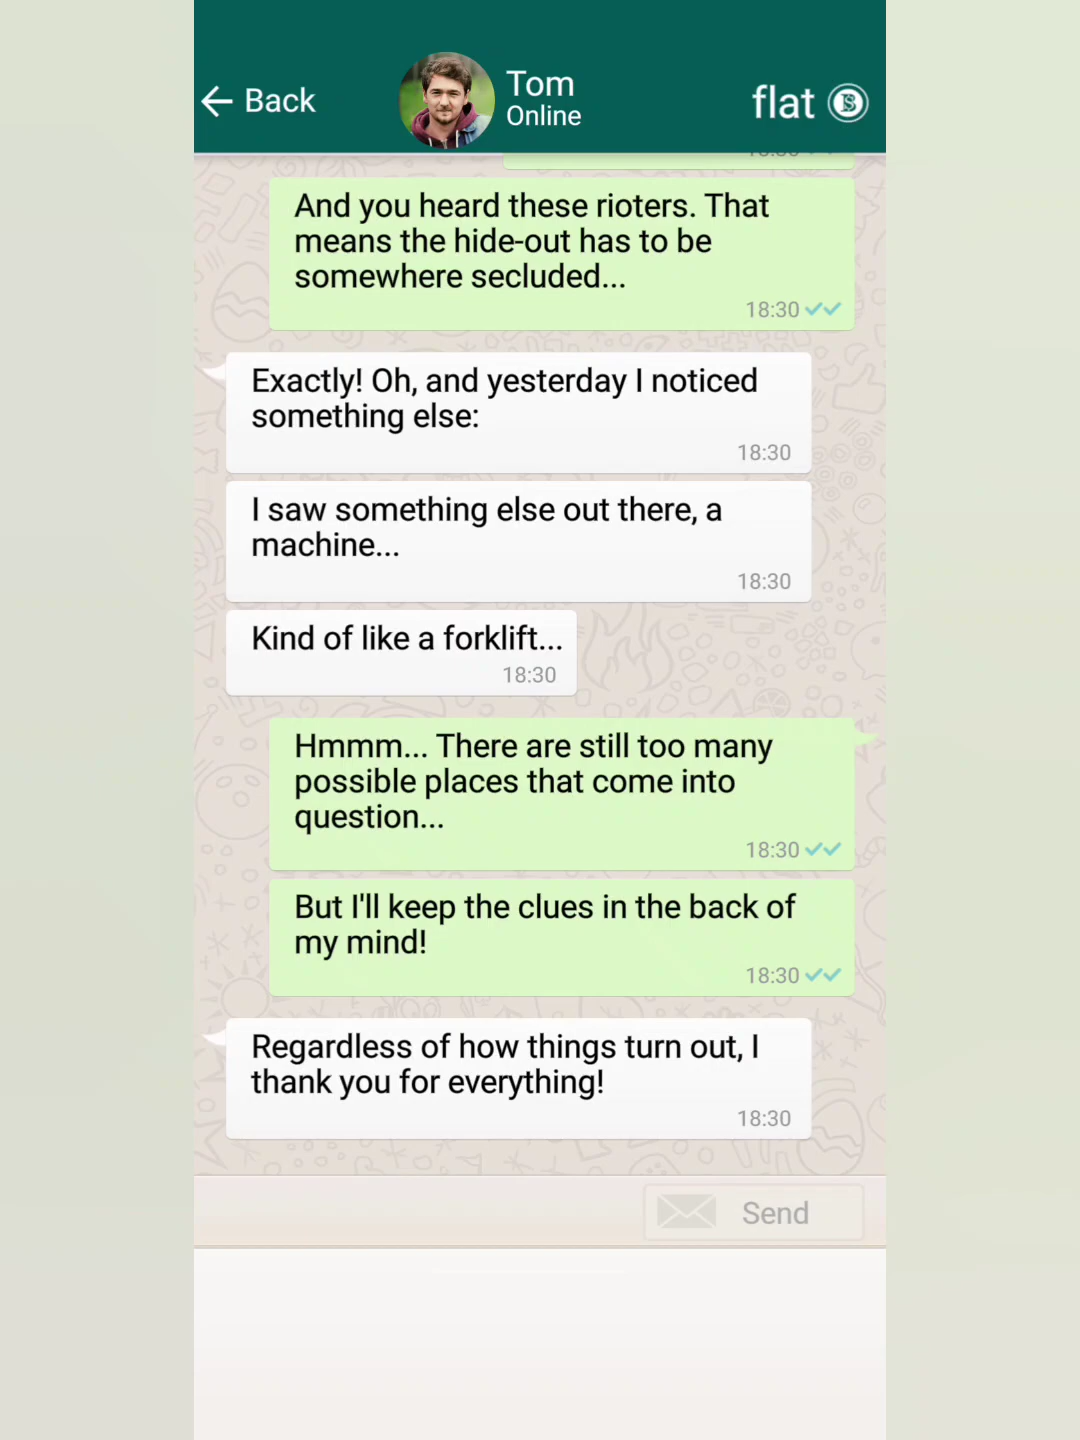 Back
Tom
Online
flat
And you heard these rioters. That
means the hide-out has to be
somewhere secluded...
18:30
Exactly! Oh, and yesterday I noticed
something else:
18:30
I saw something else out there, a
machine...
18:30
Kind of like a forklift...
18:30
Hmmm... There are still too many
possible places that come into
question...
18:30
But I'll keep the clues in the back of
my mind!
18:30
Regardless of how things turn out, I
thank you for everything!
18:30
Send